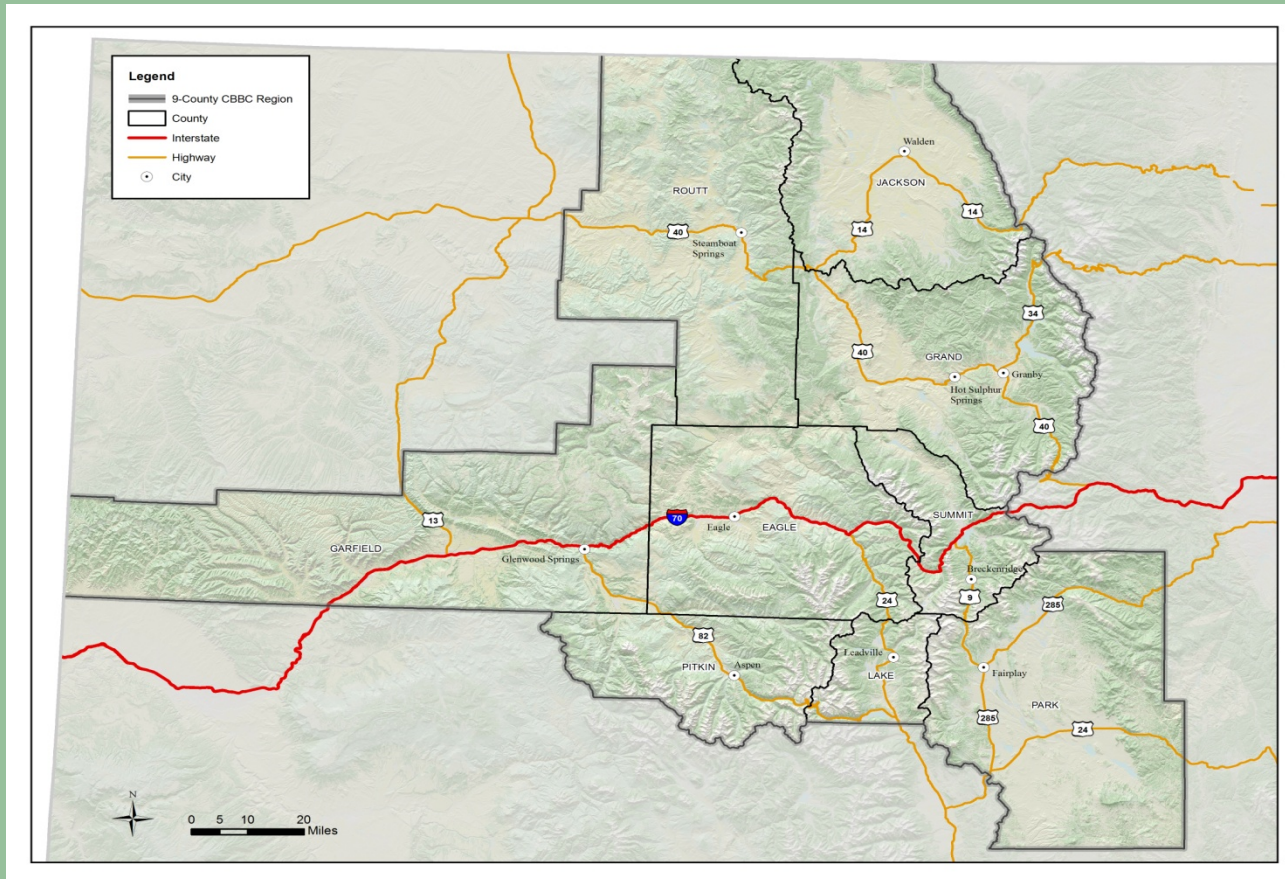 Legend
9-County CBBC Region
County
Interstate
Highway
City
Walden
JACKSON
ROUTT
14
40
Steamboat
Springs
14
34
40
GRAND
Granby
Hot Sulphur
Springs
40
70
Eagle
EAGLE
SUMMIT
13
GARFIELD
Glenwood Springs
Breckenridge
24
9
285
82
Leadville
PITKIN
Aspen
LAKE
Fairplay
PARK
285
24
N
0 5 10 20
Miles